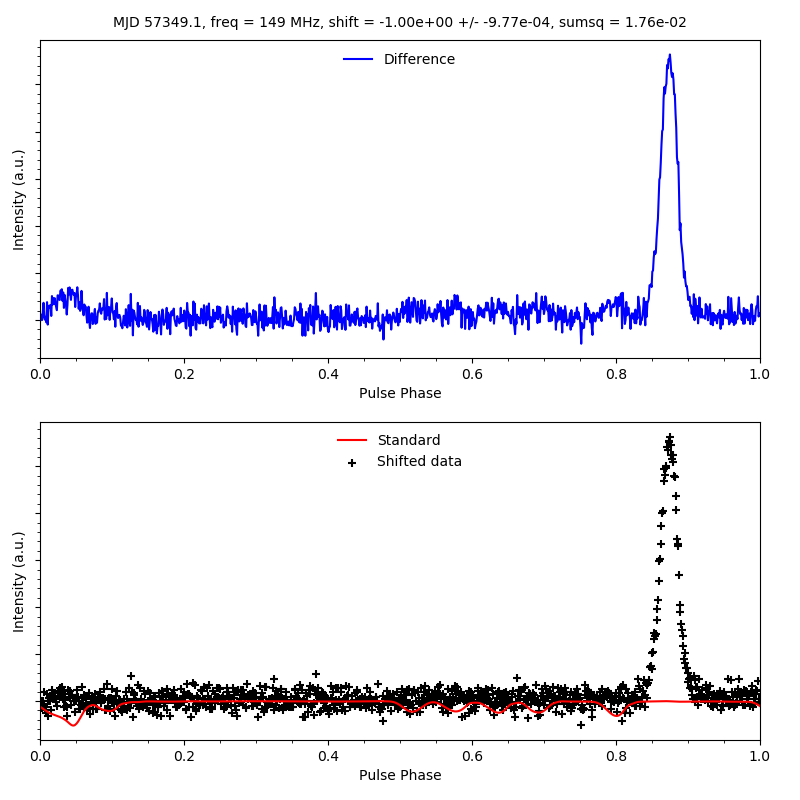 MJD 57349.1, freq = 149 MHz, shift = -1.00e+00 +/- -9.77e-04, sumsq = 1.76e-02
Difference
Intensity (a.u.)
0.0 0.2 0.4 0.6 0.8 1.0
Pulse Phase
Standard
Shifted data
Intensity (a.u.)
0.0 0.2 0.4 0.6 0.8 1.0
Pulse Phase